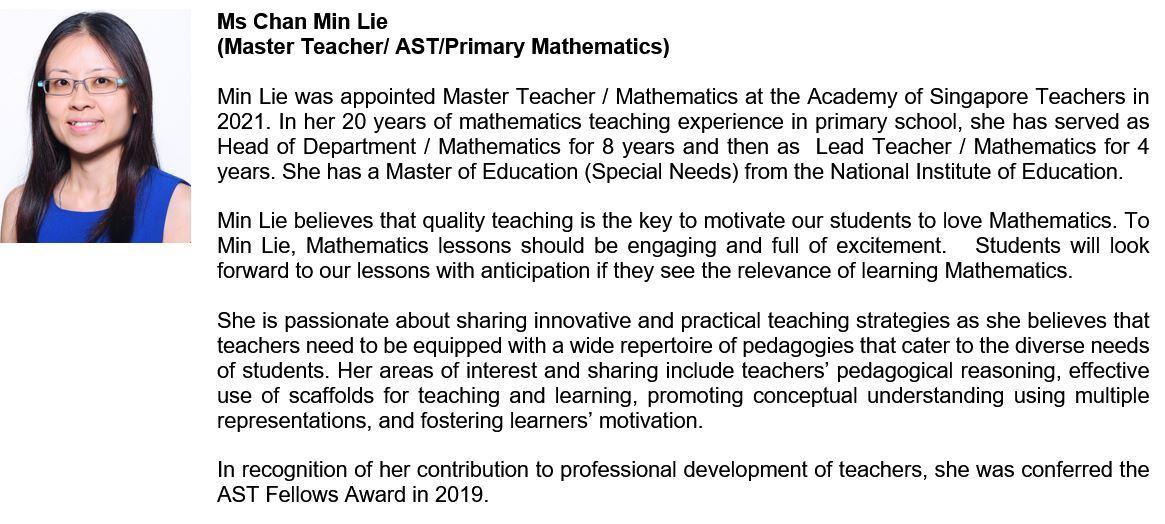 Ms Chan Min Lie
(Master Teacher/ AST/Primary Mathematics)
Min Lie was appointed Master Teacher / Mathematics at the Academy of Singapore Teachers in
2021. In her 20 years of mathematics teaching experience in primary school, she has served as
Head of Department / Mathematics for 8 years and then as  Lead Teacher / Mathematics for 4
years. She has a Master of Education (Special Needs) from the National Institute of Education.
Min Lie believes that quality teaching is the key to motivate our students to love Mathematics. To
Min Lie, Mathematics lessons should be engaging and full of excitement.   Students will look
forward to our lessons with anticipation if they see the relevance of learning Mathematics.
She is passionate about sharing innovative and practical teaching strategies as she believes that
teachers need to be equipped with a wide repertoire of pedagogies that cater to the diverse needs
of students. Her areas of interest and sharing include teachers’ pedagogical reasoning, effective
use of scaffolds for teaching and learning, promoting conceptual understanding using multiple
representations, and fostering learners’ motivation.
In recognition of her contribution to professional development of teachers, she was conferred the
AST Fellows Award in 2019.